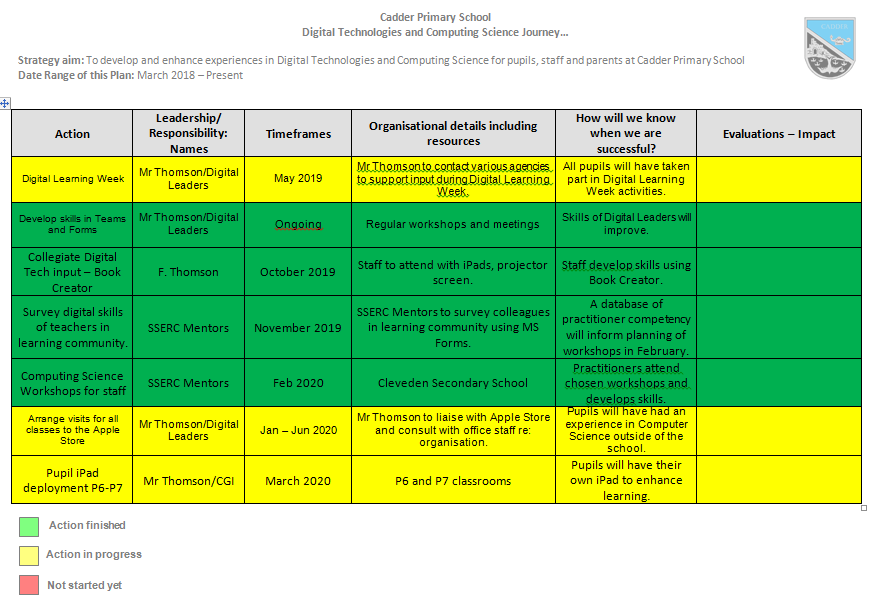 Cadder Primary School
Digital Technologies and Computing Science Journey...
CADDER
Strategy aim: To develop and enhance experiences in Digital Technologies and Computing Science for pupils, staff and parents at Cadder Primary School
Date Range of this Plan: March 2018 – Present
Action
Leadership/
Responsibility:
Names
Timeframes
Organisational details including
resources
How will we know
when we are
successful?
Evaluations – Impact
Digital Learning Week
Mr Thomson/Digital
Leaders
May 2019
Mr Thomson to contact various agencies
to support input during Digital Learning
Week.
All pupils will have taken
part in Digital Learning
Week activities.
Develop skills in Teams
and Forms
Mr Thomson/Digital
Leaders
Ongoing
Regular workshops and meetings
Skills of Digital Leaders will
improve.
Collegiate Digital
Tech input – Book
Creator
F. Thomson
October 2019
Staff to attend with iPads, projector
screen.
Staff develop skills using
Book Creator.
Survey digital skills
of teachers in
learning community.
SSERC Mentors
November 2019
SSERC Mentors to survey colleagues
in learning community using MS
Forms.
A database of
practitioner competency
will inform planning of
workshops in February.
Computing Science
Workshops for staff
SSERC Mentors
Feb 2020
Cleveden Secondary School
Practitioners attend
chosen workshops and
develops skills.
Arrange visits for all
classes to the Apple
Store
Mr Thomson/Digital
Leaders
Jan – Jun 2020
Mr Thomson to liaise with Apple Store
and consult with office staff re:
organisation.
Pupils will have had an
experience in Computer
Science outside of the
school.
Pupil iPad
deployment P6-P7
Mr Thomson/CGI
March 2020
P6 and P7 classrooms
Pupils will have their
own iPad to enhance
learning.
Action finished
Action in progress
Not started yet